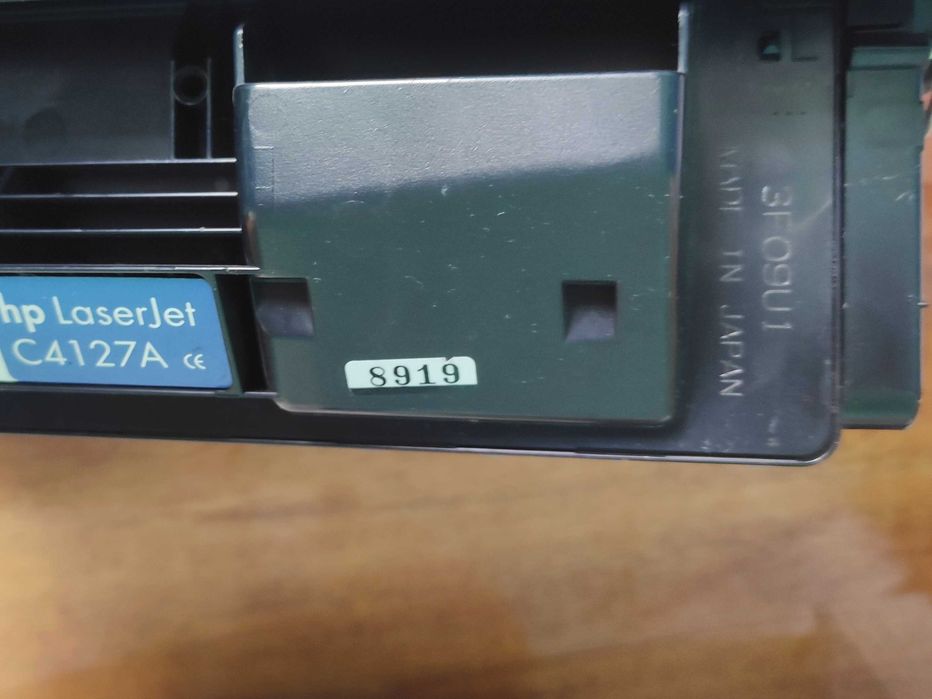 hp LaserJet
C4127A CE
8919
3F09U1
MADE IN JAPAN